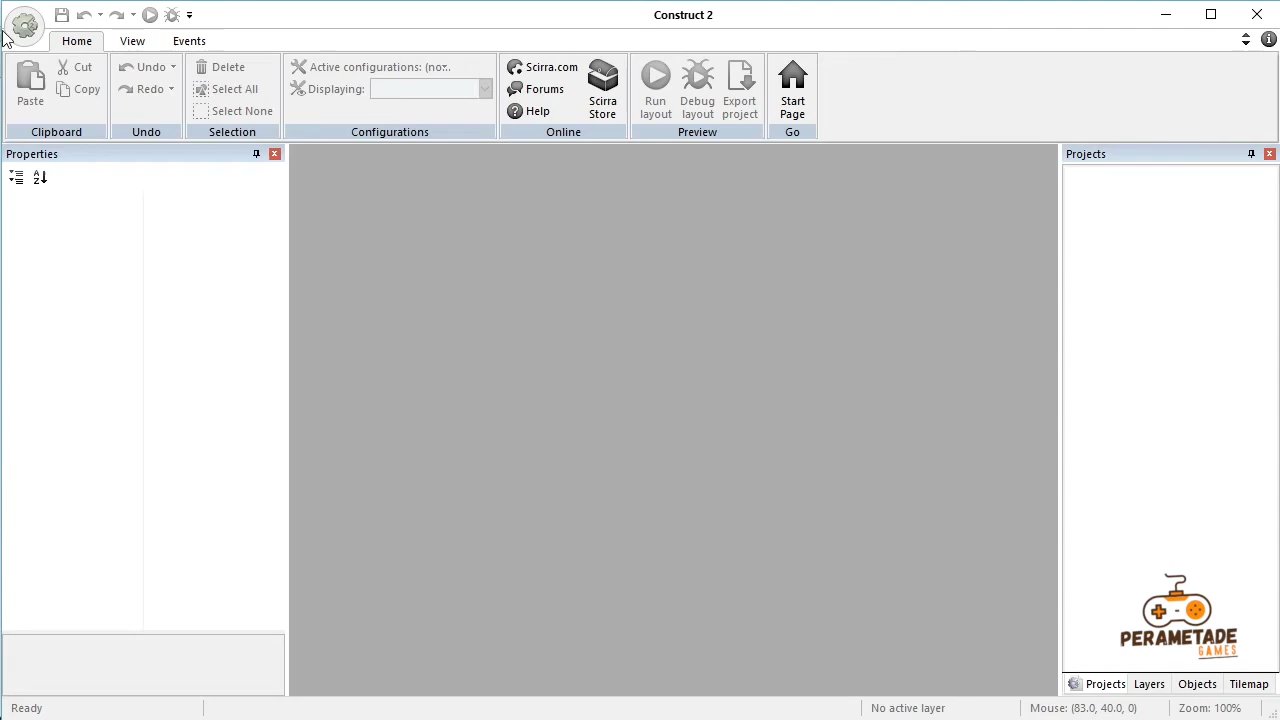 Construct 2
Home View Events
Paste
Cut
Copy
Clipboard
Undo
Redo
Undo
Delete
Select All
Select None
Selection
Active configurations: (no..
Displaying:
Configurations
Scirra.com
Forums
Help
Scirra
Store
Online
Run
layout
Debug
layout
Export
project
Preview
Start
Page
Go
Properties
Projects
PERAMETADE
GAMES
Projects Layers Objects Tilemap
Ready No active layer Mouse: (83.0, 40.0, 0) Zoom: 100%